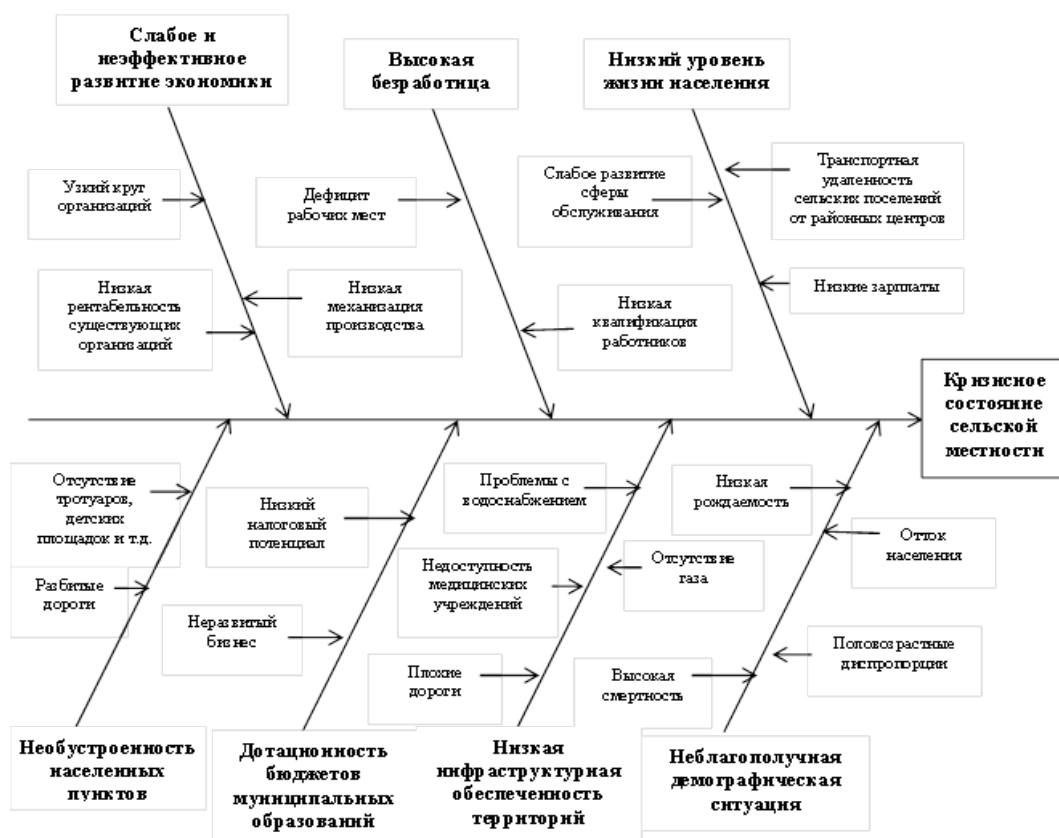 Слабое и
неэффективное
развитие экономики
Высокая
безработица
Низкий уровень
жизни населения
Узкий круг
организаций
Дефицит
рабочих мест
Слабое развитие
сферы
обслуживания
Транспортная
удаленность
сельских поселений
от районных центров
Низкая
рентабельность
существующих
организаций
Низкая
механизация
производства
Низкая
квалификация
работников
Низкие зарплаты
Кризисное
состояние
сельской
местности
Отсутствие
тротуаров,
детских
площадок и т.д.
Разбитые
дороги
Низкий
налоговый
потенциал
Неразвитый
бизнес
Проблемы с
водоснабжением
Недоступность
медицинских
учреждений
Отсутствие
газа
Плохие
дороги
Низкая
рождаемость
Отток
населения
Половозрастные
диспропорции
Высокая
смертность
Необустроенность
населенных
пунктов
Дотационность
бюджетов
муниципальных
образований
Низкая
инфраструктурная
обеспеченность
территорий
Неблагополучная
демографическая
ситуация